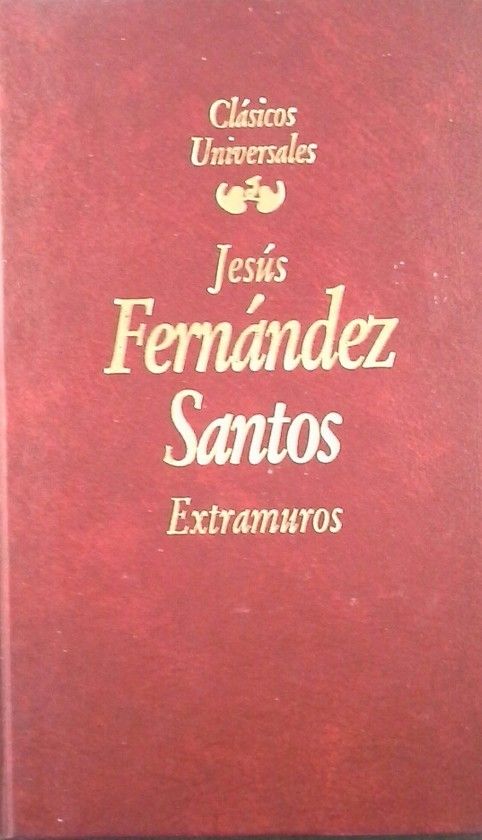 Clásicos
Universales
Jesús
Fernández
Santos
Extramuros